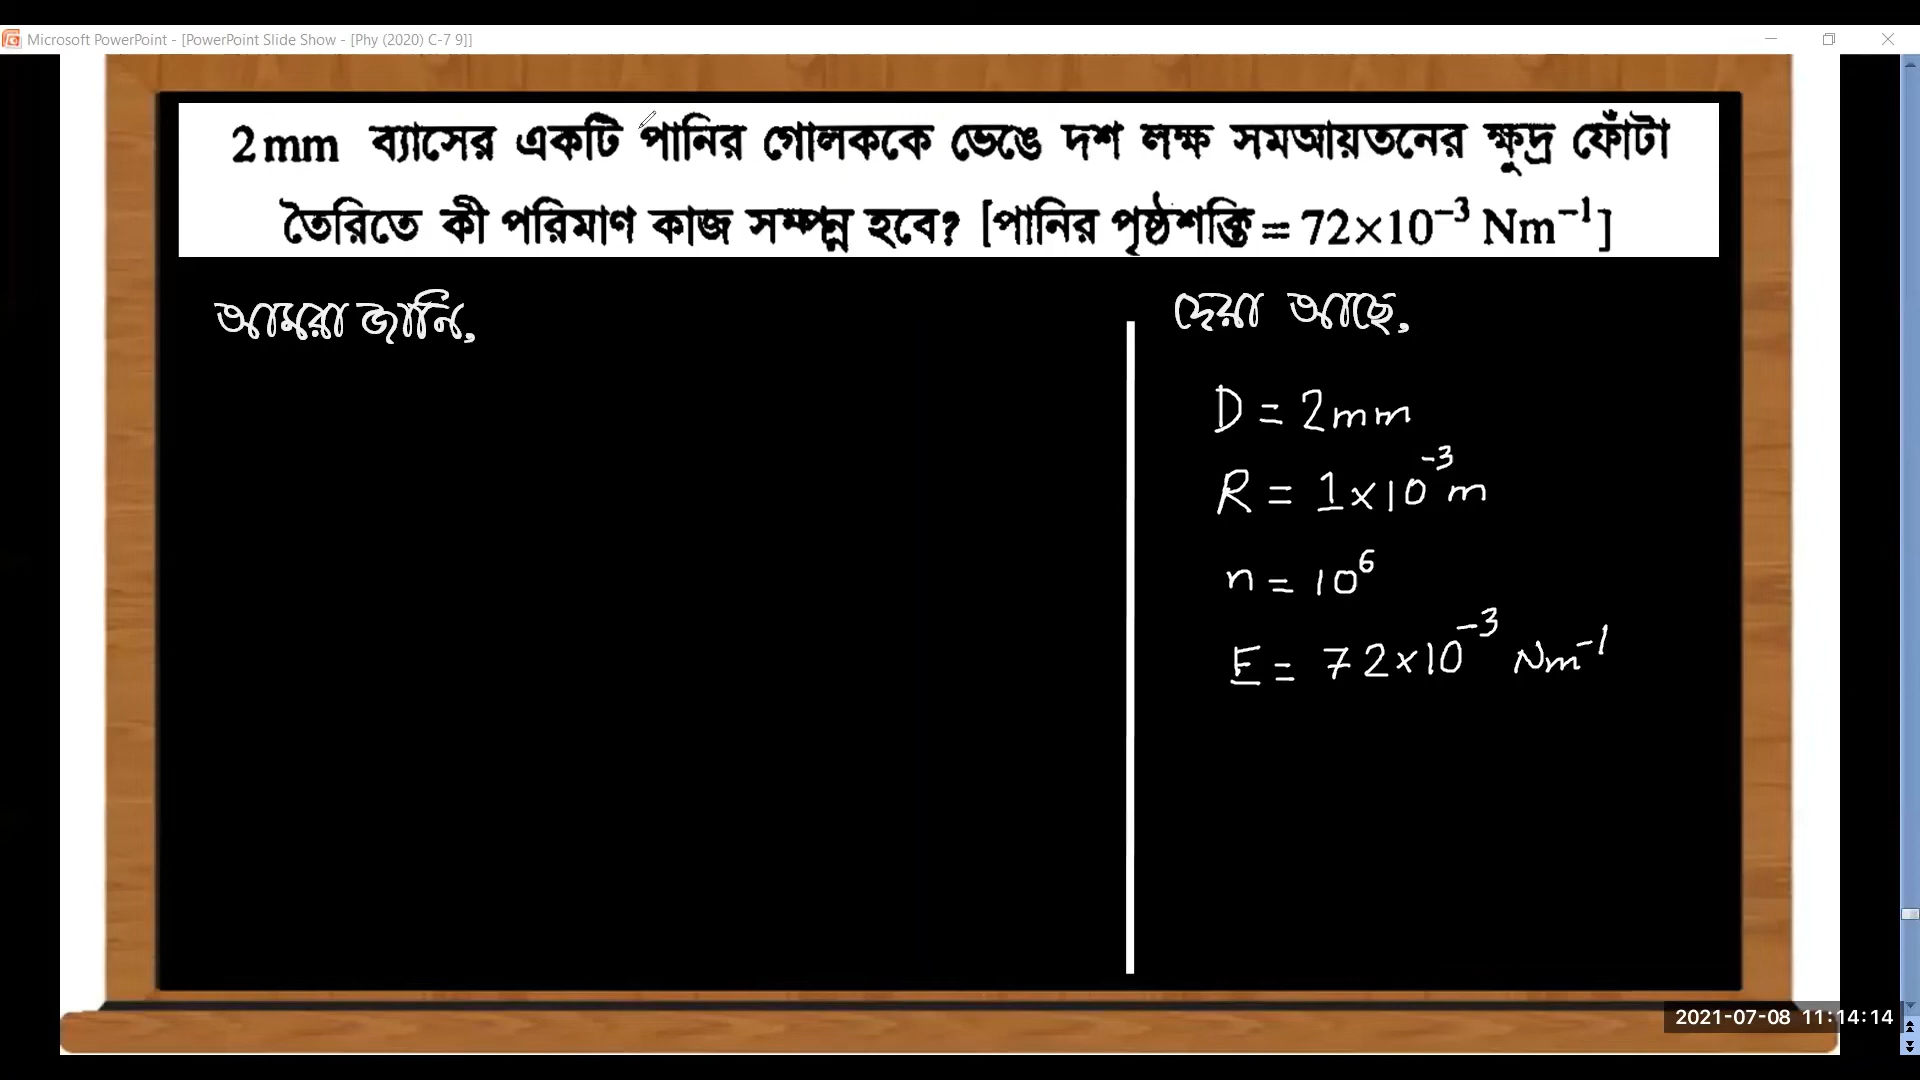 Microsoft PowerPoint - [PowerPoint Slide Show - [Phy (2020) C-7 9]]
2mm ব্যাসের একটি পানির গোলককে ভেঙে দশ লক্ষ সমআয়তনের ক্ষুদ্র ফোঁটা
তৈরিতে কী পরিমাণ কাজ সম্পন্ন হবে? [পানির পৃষ্ঠশক্তি = 72×10⁻³ Nm⁻¹]
আমরা জানি,
দেয়া আছে,
D = 2mm
R = 1×10⁻³ m
n = 10⁶
E = 72×10⁻³ Nm⁻¹
2021-07-08 11:14:14